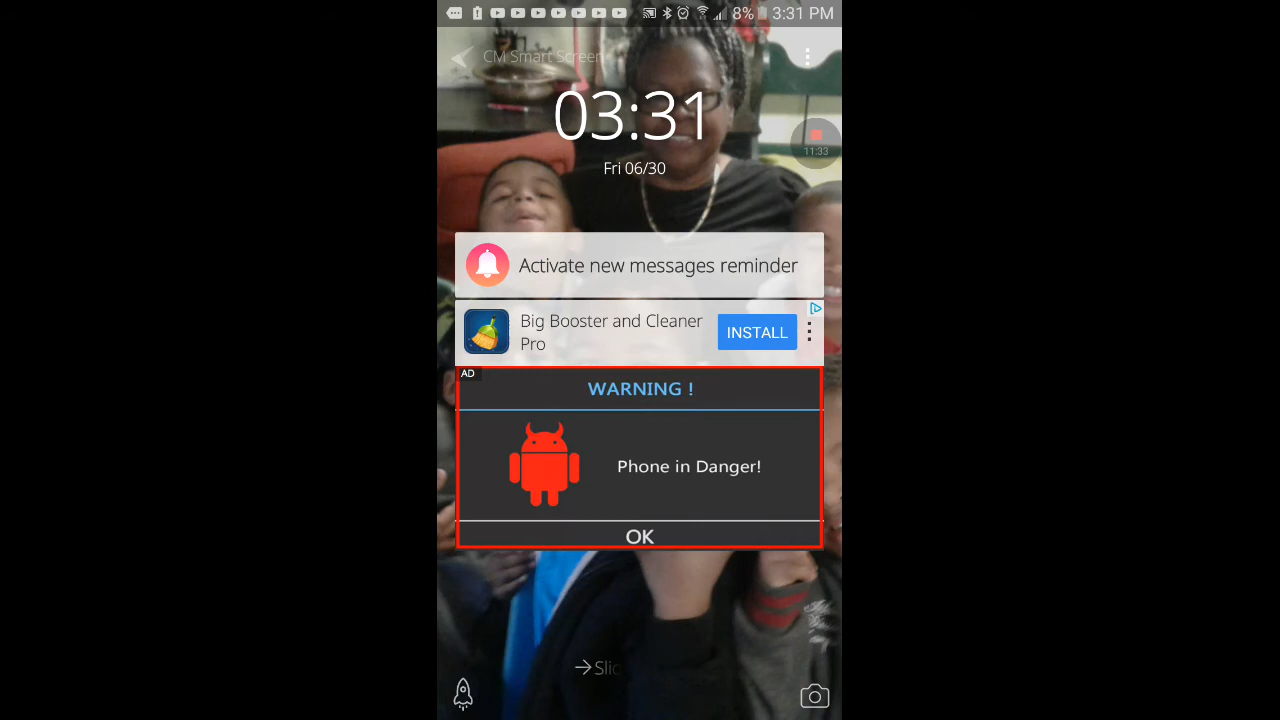 8% 3:31 PM
CM Smart Screen
03:31
11:33
Fri 06/30
Activate new messages reminder
Big Booster and Cleaner
Pro
INSTALL
AD
WARNING !
Phone in Danger!
OK
Slic